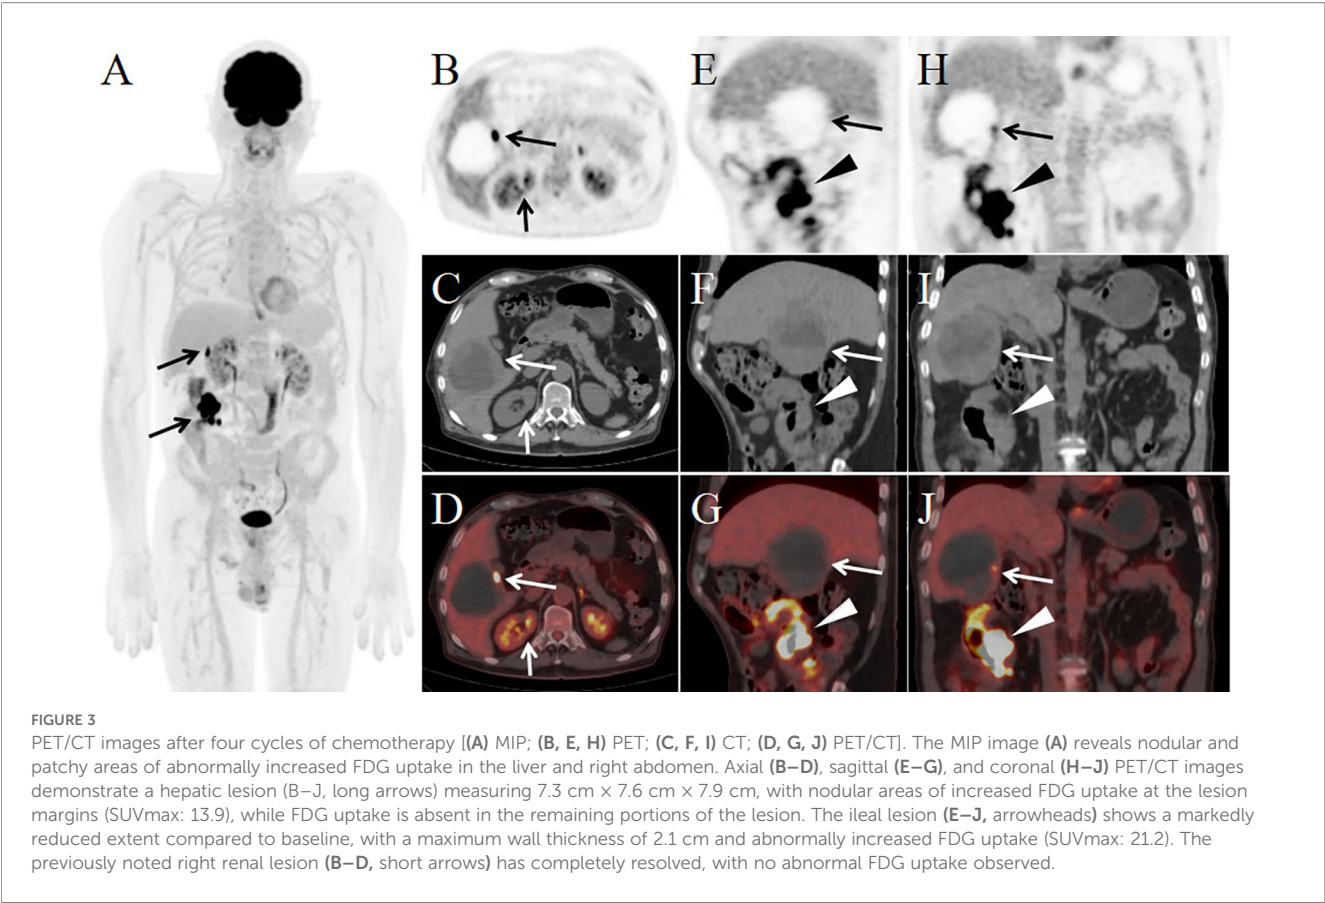 A
B
E
H
C
F
I
D
G
J
FIGURE 3
PET/CT images after four cycles of chemotherapy [(A) MIP; (B, E, H) PET; (C, F, I) CT; (D, G, J) PET/CT]. The MIP image (A) reveals nodular and
patchy areas of abnormally increased FDG uptake in the liver and right abdomen. Axial (B–D), sagittal (E–G), and coronal (H–J) PET/CT images
demonstrate a hepatic lesion (B–J, long arrows) measuring 7.3 cm × 7.6 cm × 7.9 cm, with nodular areas of increased FDG uptake at the lesion
margins (SUVmax: 13.9), while FDG uptake is absent in the remaining portions of the lesion. The ileal lesion (E–J, arrowheads) shows a markedly
reduced extent compared to baseline, with a maximum wall thickness of 2.1 cm and abnormally increased FDG uptake (SUVmax: 21.2). The
previously noted right renal lesion (B–D, short arrows) has completely resolved, with no abnormal FDG uptake observed.